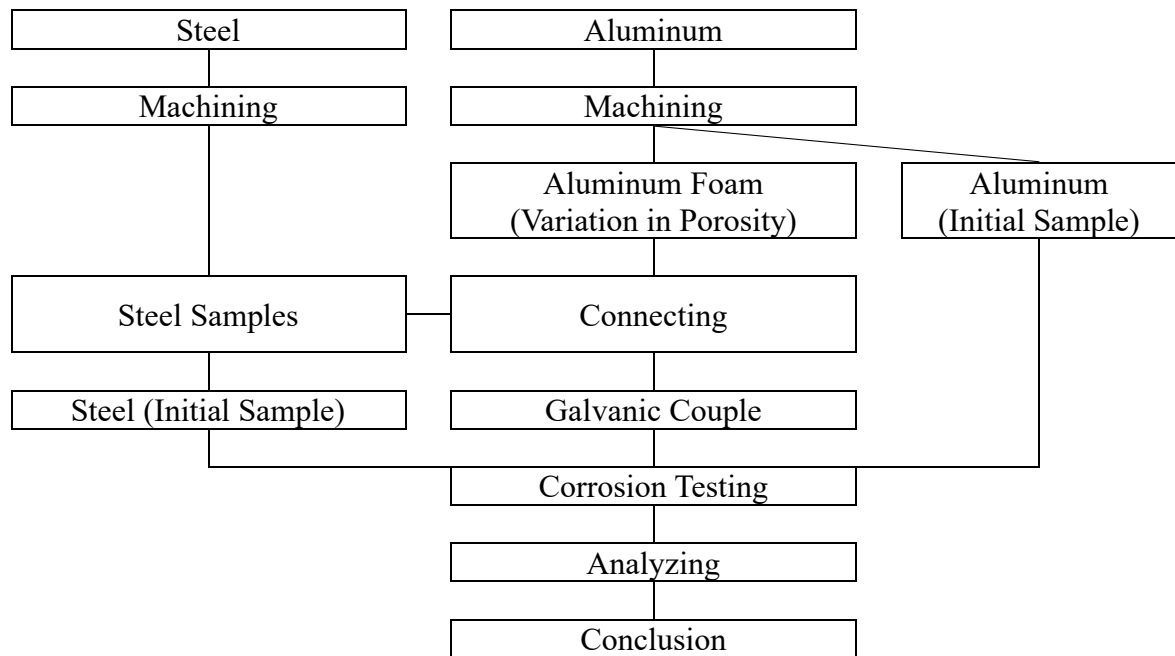 Steel
Aluminum
Machining
Machining
Aluminum Foam
(Variation in Porosity)
Aluminum
(Initial Sample)
Steel Samples
Connecting
Steel (Initial Sample)
Galvanic Couple
Corrosion Testing
Analyzing
Conclusion